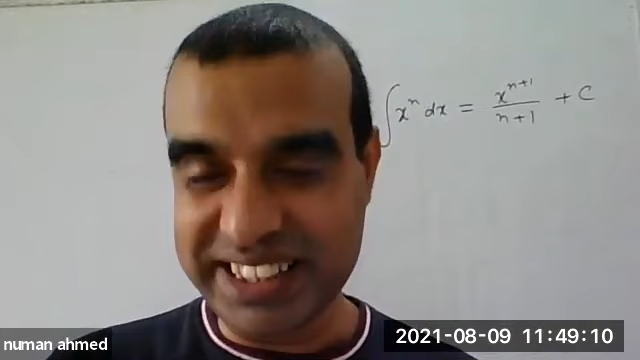 ∫xⁿ dx = xⁿ⁺¹/n+1 + C
numan ahmed
2021-08-09 11:49:10